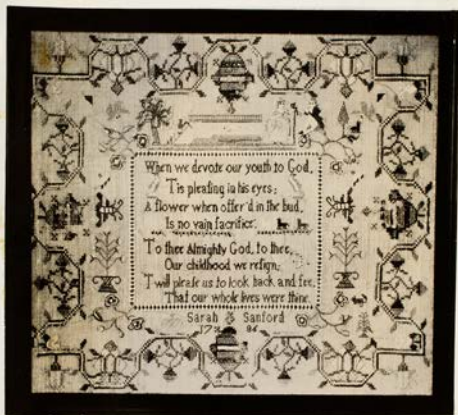 When we devote our youth to God,
Tis pleaſing in his eyes;
A flower when offer'd in the bud,
Is no vain ſacrifice.
To thee Almighty God, to thee,
Our childhood we reſign;
T will pleaſe us to look back and ſee,
That our whole lives were thine.
Sarah Sanford